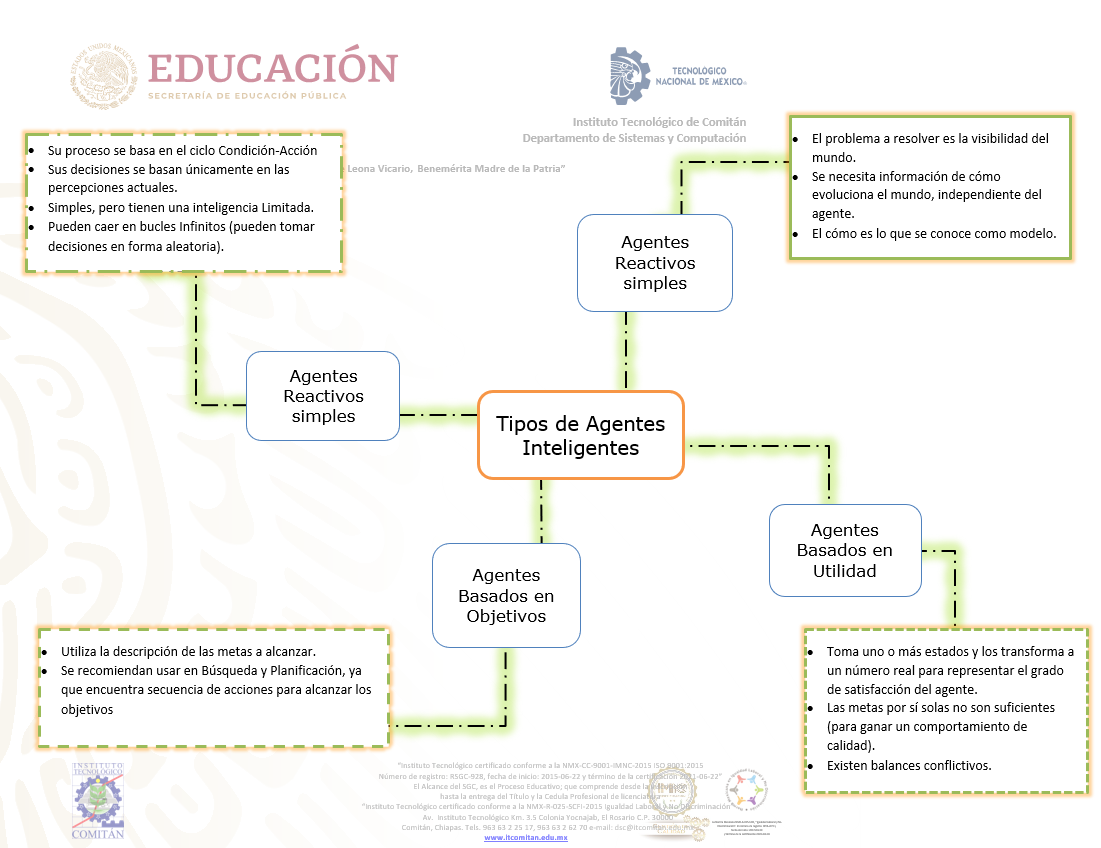 EDUCACIÓN
SECRETARÍA DE EDUCACIÓN PÚBLICA
TECNOLÓGICO
NACIONAL DE MÉXICO
Instituto Tecnológico de Comitán
Departamento de Sistemas y Computación
Leona Vicario, Benemérita Madre de la Patria”
• Su proceso se basa en el ciclo Condición-Acción
• Sus decisiones se basan únicamente en las
percepciones actuales.
• Simples, pero tienen una inteligencia Limitada.
• Pueden caer en bucles Infinitos (pueden tomar
decisiones en forma aleatoria).
• El problema a resolver es la visibilidad del
mundo.
• Se necesita información de cómo
evoluciona el mundo, independiente del
agente.
• El cómo es lo que se conoce como modelo.
Agentes
Reactivos
simples
Agentes
Reactivos
simples
Tipos de Agentes
Inteligentes
Agentes
Basados en
Utilidad
Agentes
Basados en
Objetivos
• Utiliza la descripción de las metas a alcanzar.
• Se recomiendan usar en Búsqueda y Planificación, ya
que encuentra secuencia de acciones para alcanzar los
objetivos
• Toma uno o más estados y los transforma a
un número real para representar el grado
de satisfacción del agente.
• Las metas por sí solas no son suficientes
(para ganar un comportamiento de
calidad).
• Existen balances conflictivos.
INSTITUTO
TECNOLÓGICO
COMITÁN
“Instituto Tecnológico certificado conforme a la NMX-CC-9001-IMNC-2015 ISO 9001:2015
Número de registro: RSGC-928, fecha de inicio: 2015-06-22 y término de la certificación 2021-06-22”
El Alcance del SGC, es el Proceso Educativo; que comprende desde la
hasta la entrega del Título y la Cedula Profesional de licenciatura
“Instituto Tecnológico certificado conforme a la NMX-R-025-SCFI-2015 Igualdad Laboral y No Discriminación
Av. Instituto Tecnológico Km. 3.5 Colonia Yocnajab, El Rosario C.P. 30000
Comitán, Chiapas. Tels. 963 63 2 25 17, 963 63 2 62 70 e-mail: dsc@itcomitan.edu.mx
www.itcomitan.edu.mx